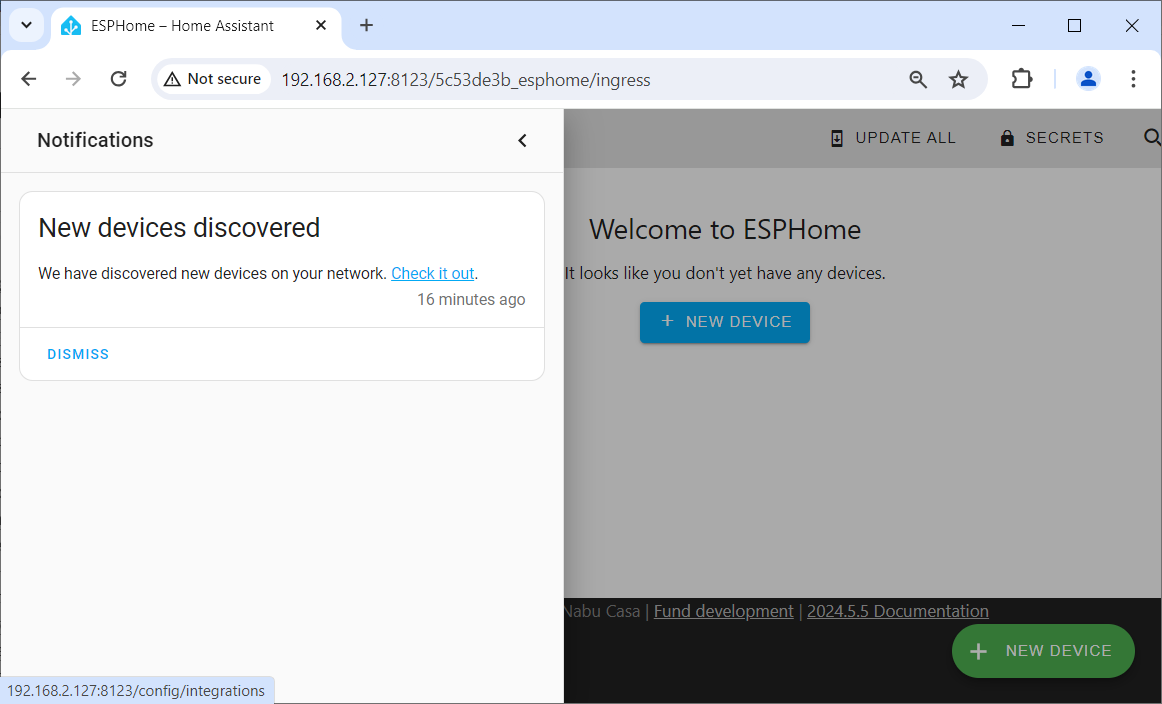 ESPHome – Home Assistant
Not secure
192.168.2.127:8123/5c53de3b_esphome/ingress
Notifications
UPDATE ALL
SECRETS
New devices discovered
We have discovered new devices on your network. Check it out.
16 minutes ago
DISMISS
Welcome to ESPHome
It looks like you don't yet have any devices.
+ NEW DEVICE
Nabu Casa | Fund development | 2024.5.5 Documentation
+ NEW DEVICE
192.168.2.127:8123/config/integrations